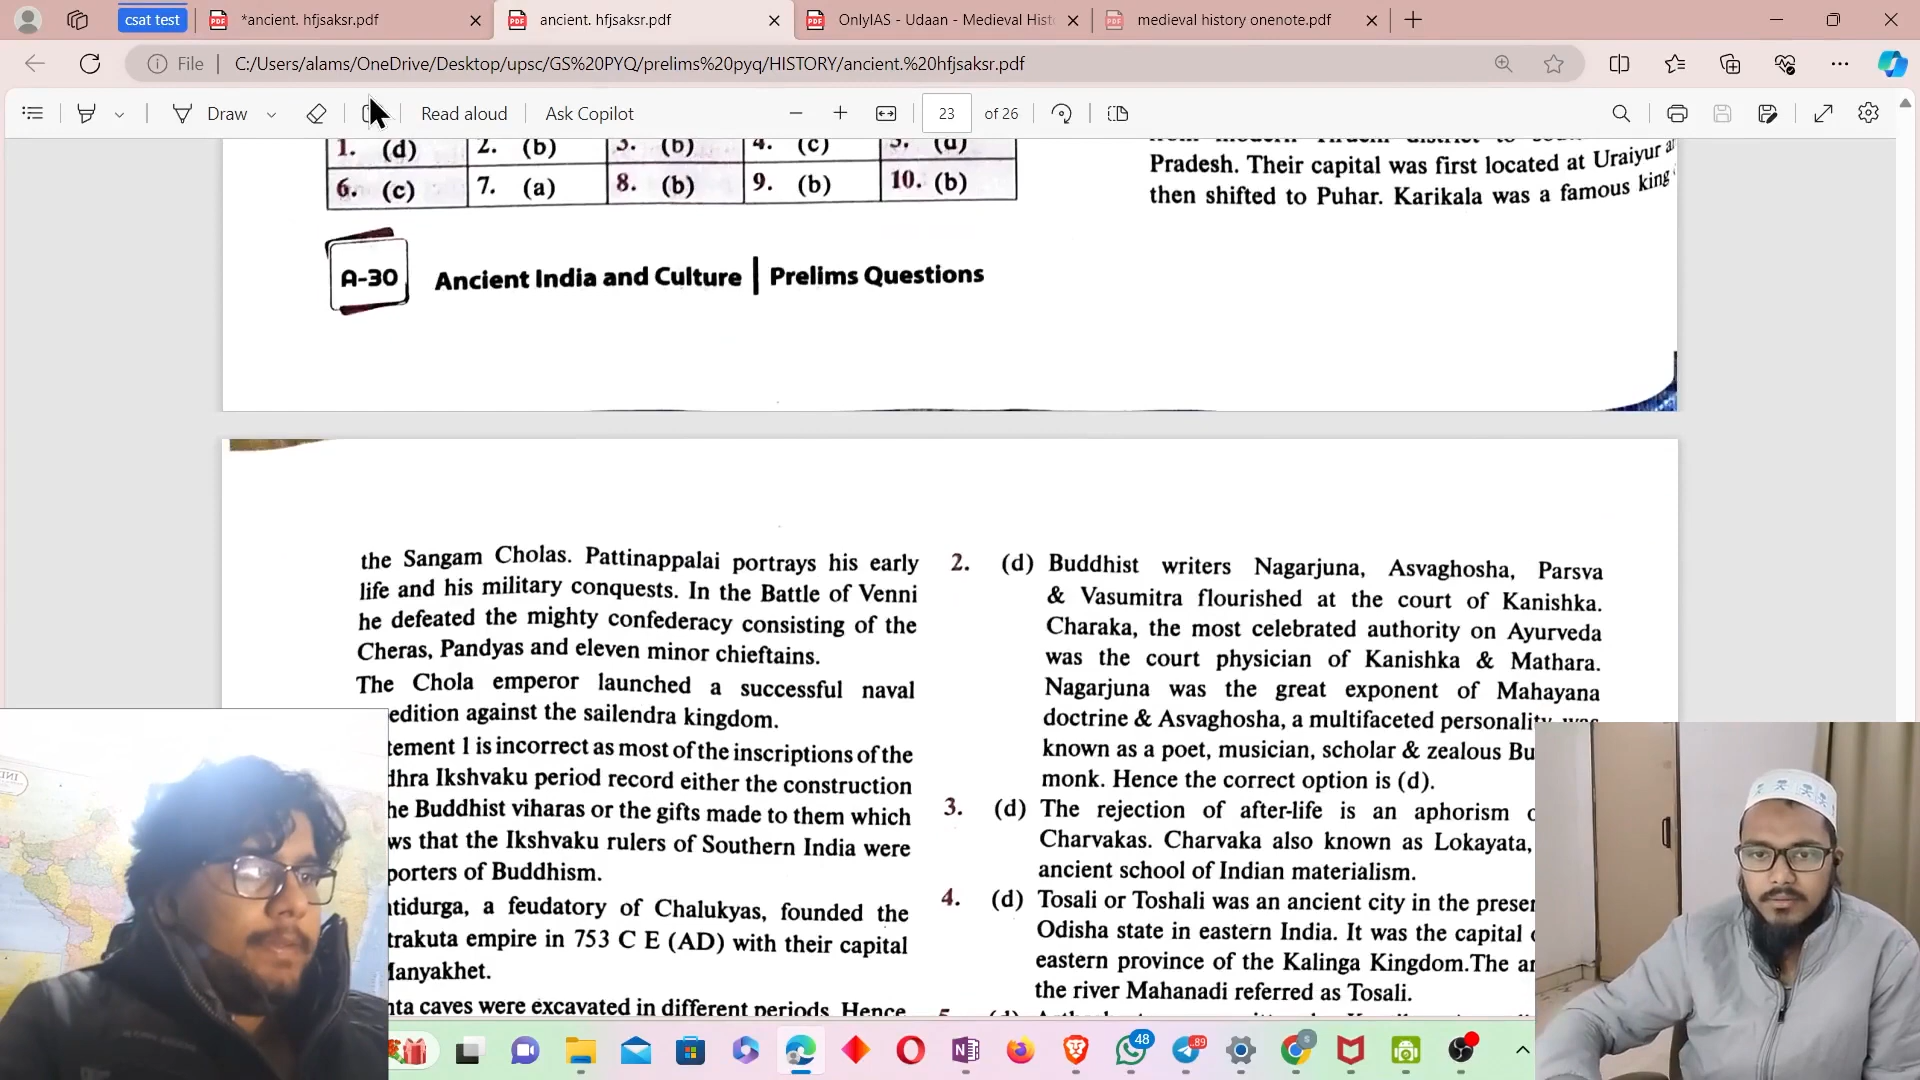 csat test
*ancient. hfjsaksr.pdf
ancient. hfjsaksr.pdf
OnlyIAS - Udaan - Medieval Hist
medieval history onenote.pdf
File
C:/Users/alams/OneDrive/Desktop/upsc/GS%20PYQ/prelims%20pyq/HISTORY/ancient.%20hfjsaksr.pdf
Draw
Read aloud
Ask Copilot
23 of 26
1. (d) 2. (b) 3. (b) 4. (c) 5.
6. (c) 7. (a) 8. (b) 9. (b) 10. (b)
A-30 Ancient India and Culture | Prelims Questions
Pradesh. Their capital was first located at Uraiyur
then shifted to Puhar. Karikala was a famous king
the Sangam Cholas. Pattinappalai portrays his early
life and his military conquests. In the Battle of Venni
he defeated the mighty confederacy consisting of the
Cheras, Pandyas and eleven minor chieftains.
The Chola emperor launched a successful naval
edition against the sailendra kingdom.
tement 1 is incorrect as most of the inscriptions of the
dhra Ikshvaku period record either the construction
he Buddhist viharas or the gifts made to them which
ws that the Ikshvaku rulers of Southern India were
porters of Buddhism.
tidurga, a feudatory of Chalukyas, founded the
trakuta empire in 753 C E (AD) with their capital
Manyakhet.
nta caves were excavated in different periods. Hence
2. (d) Buddhist writers Nagarjuna, Asvaghosha, Parsva
& Vasumitra flourished at the court of Kanishka.
Charaka, the most celebrated authority on Ayurveda
was the court physician of Kanishka & Mathara.
Nagarjuna was the great exponent of Mahayana
doctrine & Asvaghosha, a multifaceted personality, was
known as a poet, musician, scholar & zealous Bu
monk. Hence the correct option is (d).
3. (d) The rejection of after-life is an aphorism
Charvakas. Charvaka also known as Lokayata,
ancient school of Indian materialism.
4. (d) Tosali or Toshali was an ancient city in the presen
Odisha state in eastern India. It was the capital
eastern province of the Kalinga Kingdom.The
the river Mahanadi referred as Tosali.
48
89